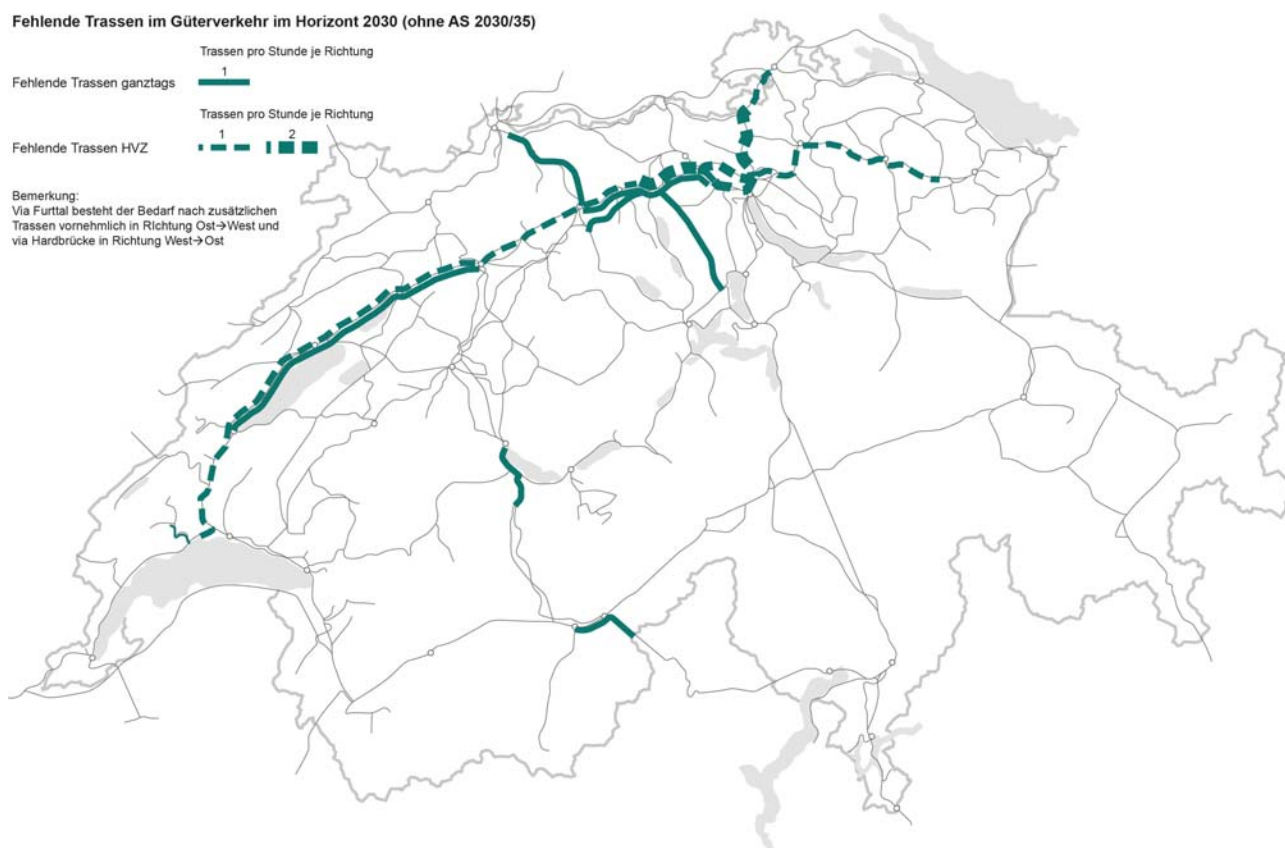 Fehlende Trassen im Güterverkehr im Horizont 2030 (ohne AS 2030/35)
Trassen pro Stunde je Richtung
1
Fehlende Trassen ganztags
Trassen pro Stunde je Richtung
1 2
Fehlende Trassen HVZ
Bemerkung:
Via Furttal besteht der Bedarf nach zusätzlichen
Trassen vornehmlich in RIchtung Ost→West und
via Hardbrücke in Richtung West→Ost